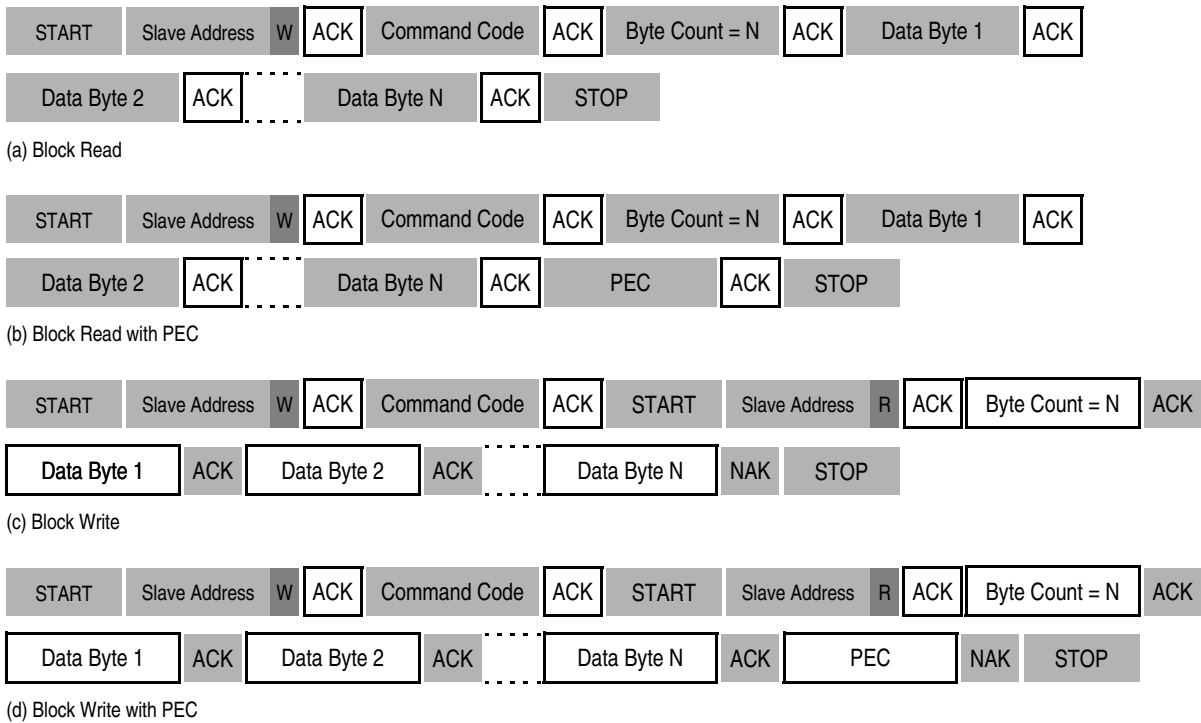 START Slave Address W ACK Command Code ACK Byte Count = N ACK Data Byte 1 ACK
Data Byte 2 ACK Data Byte N ACK STOP
(a) Block Read
START Slave Address W ACK Command Code ACK Byte Count = N ACK Data Byte 1 ACK
Data Byte 2 ACK Data Byte N ACK PEC ACK STOP
(b) Block Read with PEC
START Slave Address W ACK Command Code ACK START Slave Address R ACK Byte Count = N ACK
Data Byte 1 ACK Data Byte 2 ACK Data Byte N NAK STOP
(c) Block Write
START Slave Address W ACK Command Code ACK START Slave Address R ACK Byte Count = N ACK
Data Byte 1 ACK Data Byte 2 ACK Data Byte N ACK PEC NAK STOP
(d) Block Write with PEC